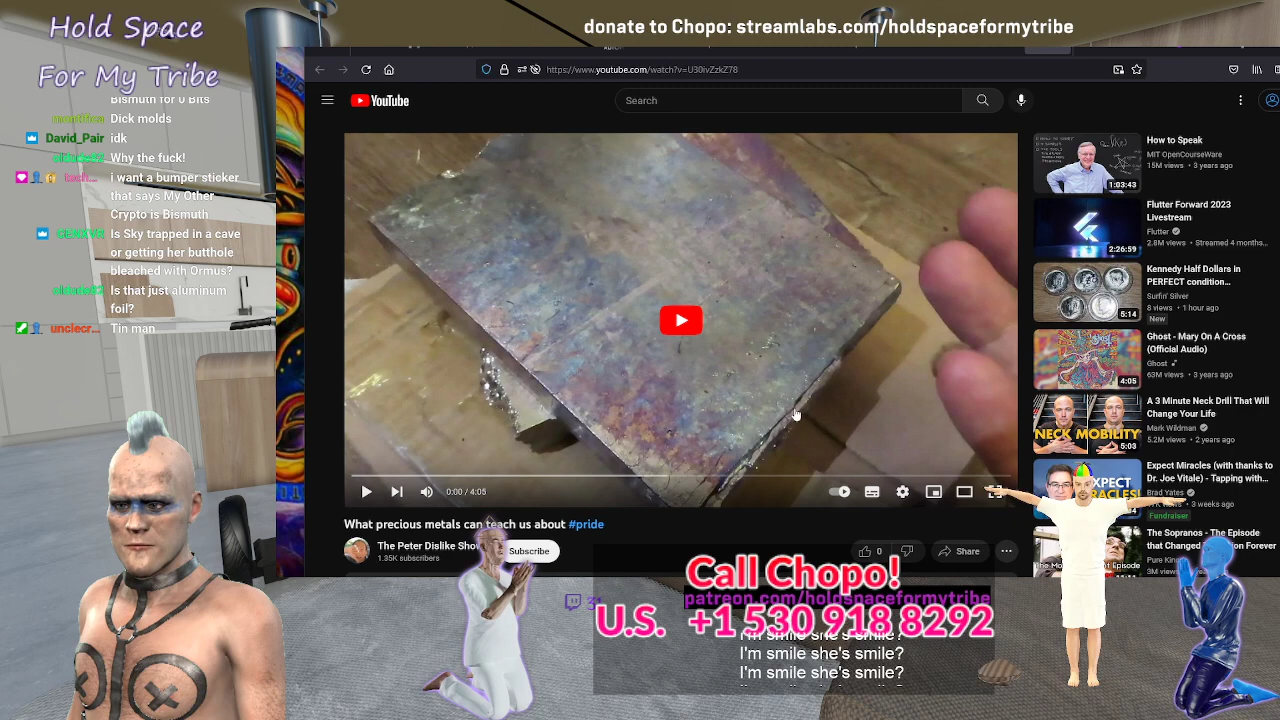 Hold Space
For My Tribe
donate to Chopo: streamlabs.com/holdspaceformytribe
Bismuth for 0 Bits
Dick molds
David_Pair idk
Why the fuck!
i want a bumper sticker
that says My Other
Crypto is Bismuth
Is Sky trapped in a cave
or getting her butthole
bleached with Ormus?
Is that just aluminum
foil?
unclecr... Tin man
https://www.youtube.com/watch?v=U30ivZzkZ78
YouTube
Search
0:00 / 4:05
What precious metals can teach us about #pride
The Peter Dislike Show
1.35K subscribers
Subscribe
0
Share
How to Speak
MIT OpenCourseWare
15M views • 3 years ago
1:03:43
Flutter Forward 2023
Livestream
Flutter
2.8M views • Streamed 4 months...
2:26:59
Kennedy Half Dollars in
PERFECT condition...
Surfin' Silver
8 views • 1 hour ago
New
5:14
Ghost - Mary On A Cross
(Official Audio)
Ghost
63M views • 3 years ago
4:05
A 3 Minute Neck Drill That Will
Change Your Life
Mark Wildman
5.2M views • 2 years ago
NECK MOBILITY
5:03
Expect Miracles (with thanks to
Dr. Joe Vitale) - Tapping with...
Brad Yates
views • 3 weeks ago
Fundraiser
The Sopranos - The Episode
that Changed Forever
Call Chopo!
patreon.com/holdspaceformytribe
U.S. +1 530 918 8292
I'm smile she's smile?
I'm smile she's smile?
I'm smile she's smile?